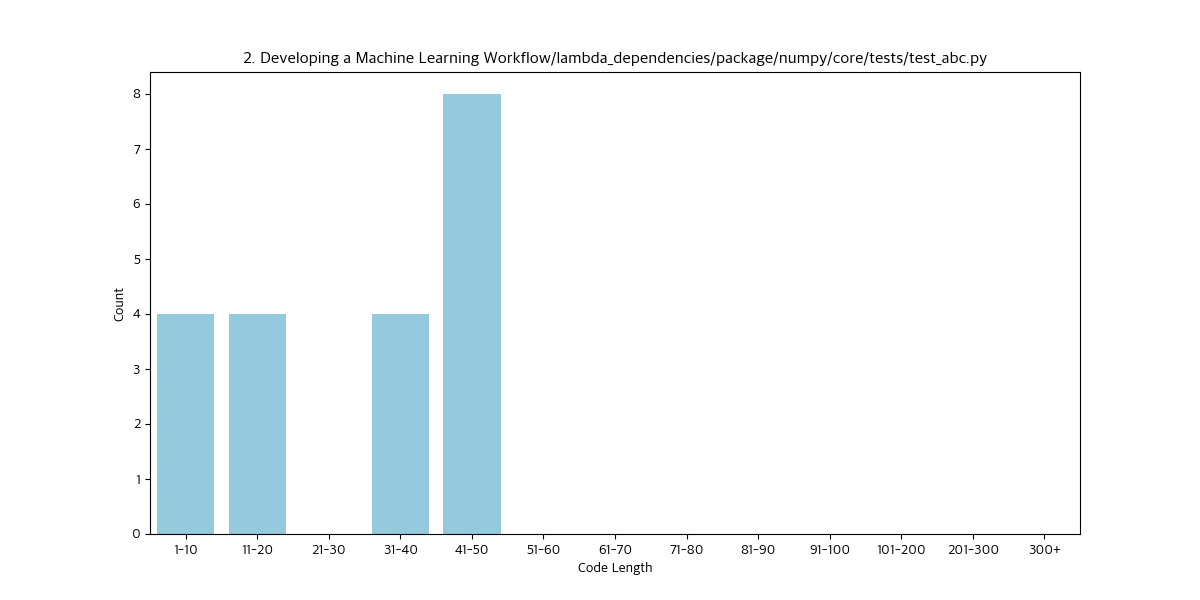 2. Developing a Machine Learning Workflow/lambda_dependencies/package/numpy/core/tests/test_abc.py
8
7
6
5
4
3
2
1
0
Count
1-10 11-20 21-30 31-40 41-50 51-60 61-70 71-80 81-90 91-100 101-200 201-300 300+
Code Length